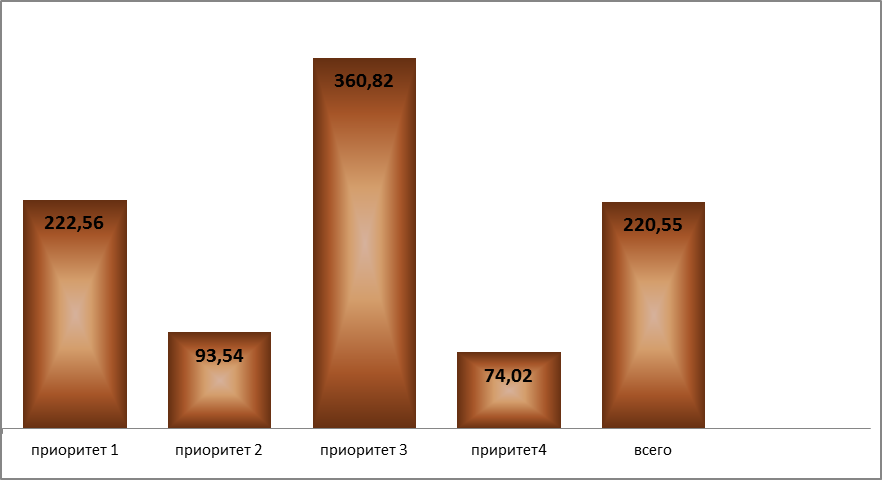 360,82
222,56
220,55
93,54
74,02
приоритет 1
приоритет 2
приоритет 3
приритет4
всего